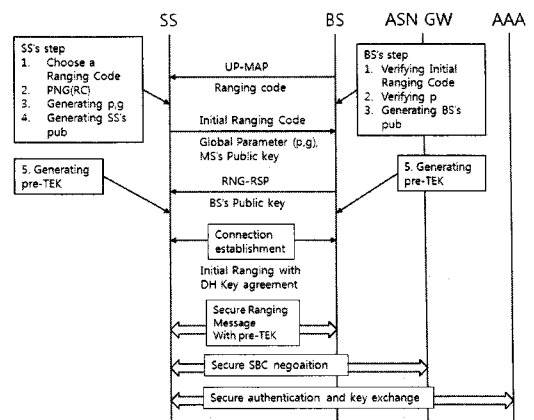 SS BS ASN GW AAA
SS's step
1. Choose a
Ranging Code
2. PNG(RC)
3. Generating p,g
4. Generating SS's
pub
BS's step
1. Verifying Initial
Ranging Code
2. Verifying p
3. Generating BS's
pub
UP-MAP
Ranging code
Initial Ranging Code
Global Parameter (p,g),
MS's Public key
5. Generating
pre-TEK
5. Generating
pre-TEK
RNG-RSP
BS's Public key
Connection
establishment
Initial Ranging with
DH Key agreement
Secure Ranging
Message
With pre-TEK
Secure SBC negoaition
Secure authentication and key exchange